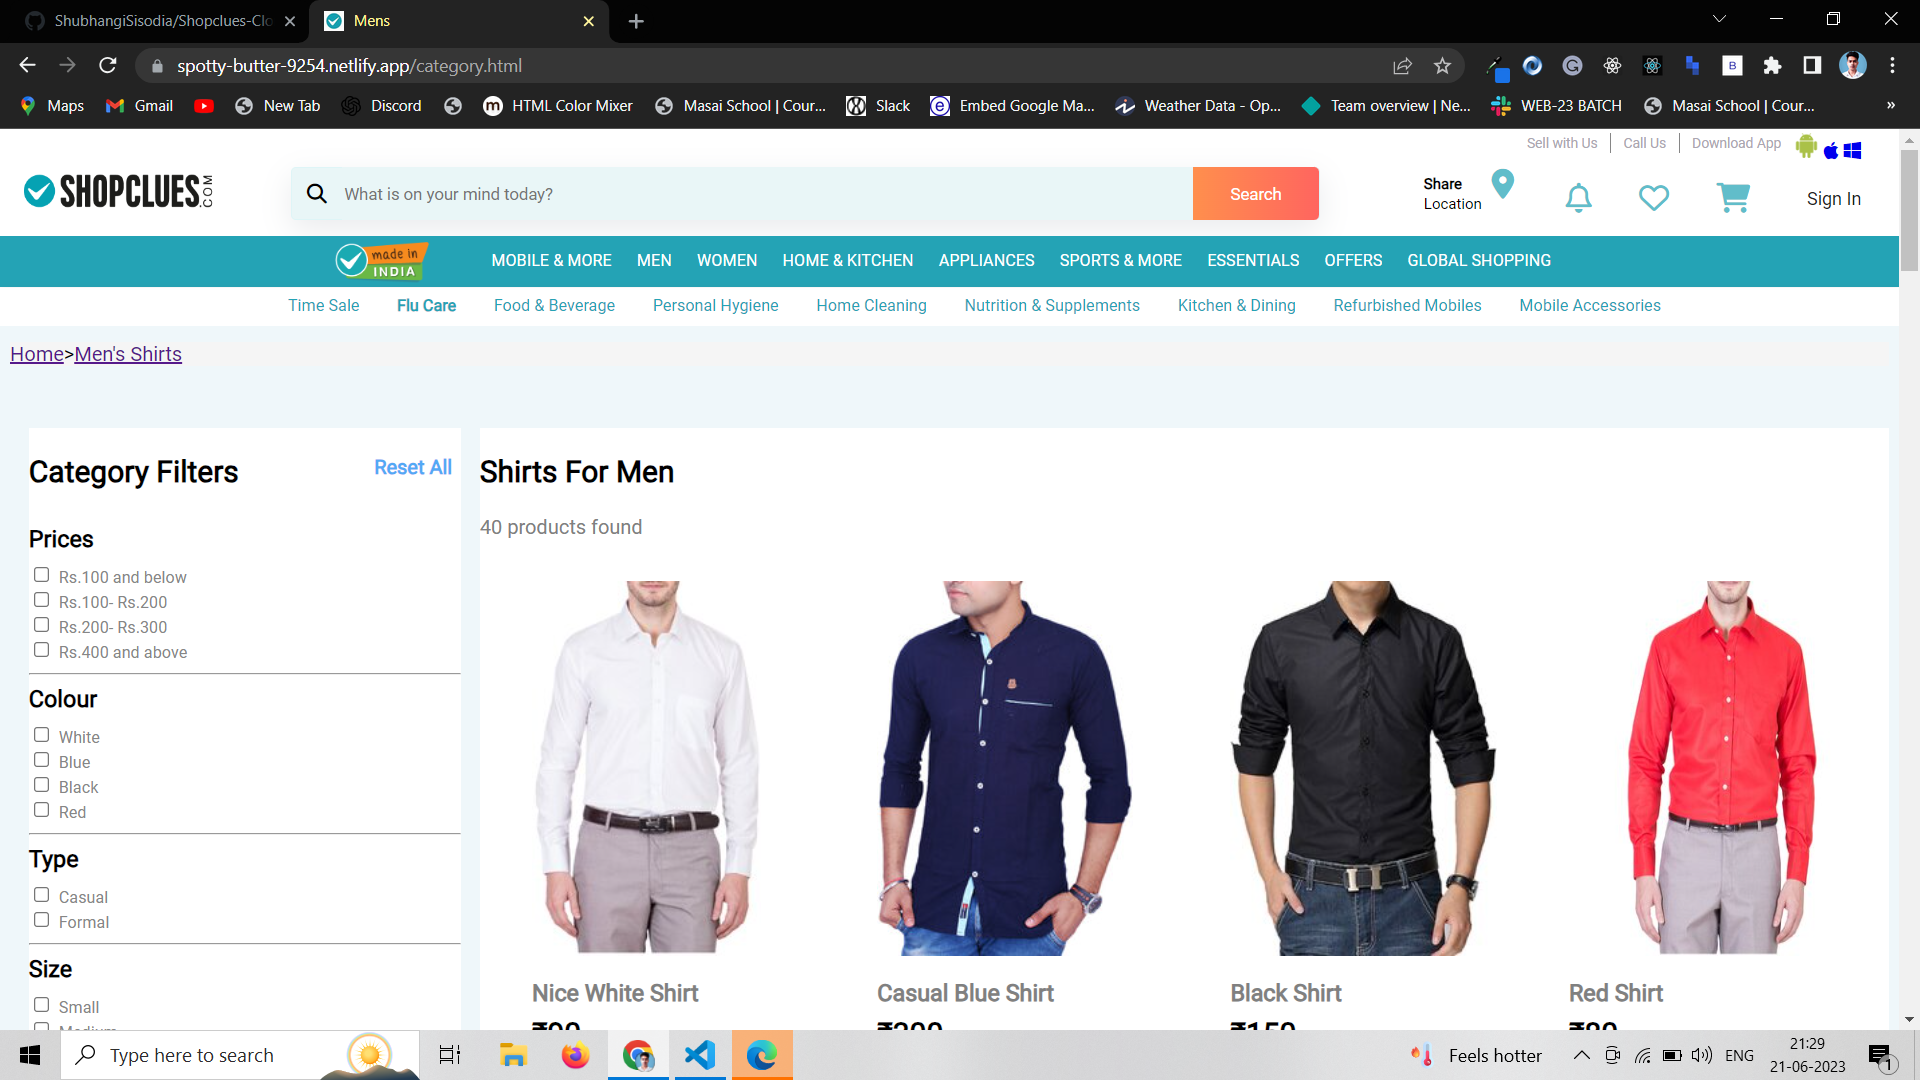 ShubhangiSisodia/Shopclues-Clo
Mens
spotty-butter-9254.netlify.app/category.html
Maps
Gmail
New Tab
Discord
HTML Color Mixer
Masai School | Cour...
Slack
Embed Google Ma...
Weather Data - Op...
Team overview | Ne...
WEB-23 BATCH
Masai School | Cour...
»
Sell with Us
Call Us
Download App
SHOPCLUES.COM
What is on your mind today?
Search
Share
Location
Sign In
made in
INDIA
MOBILE & MORE
MEN
WOMEN
HOME & KITCHEN
APPLIANCES
SPORTS & MORE
ESSENTIALS
OFFERS
GLOBAL SHOPPING
Time Sale
Flu Care
Food & Beverage
Personal Hygiene
Home Cleaning
Nutrition & Supplements
Kitchen & Dining
Refurbished Mobiles
Mobile Accessories
Home>Men's Shirts
Category Filters
Reset All
Prices
Rs.100 and below
Rs.100- Rs.200
Rs.200- Rs.300
Rs.400 and above
Colour
White
Blue
Black
Red
Type
Casual
Formal
Size
Small
Medium
Shirts For Men
40 products found
Nice White Shirt
Casual Blue Shirt
Black Shirt
Red Shirt
₹150
₹80
Type here to search
Feels hotter
ENG
21:29
21-06-2023
1